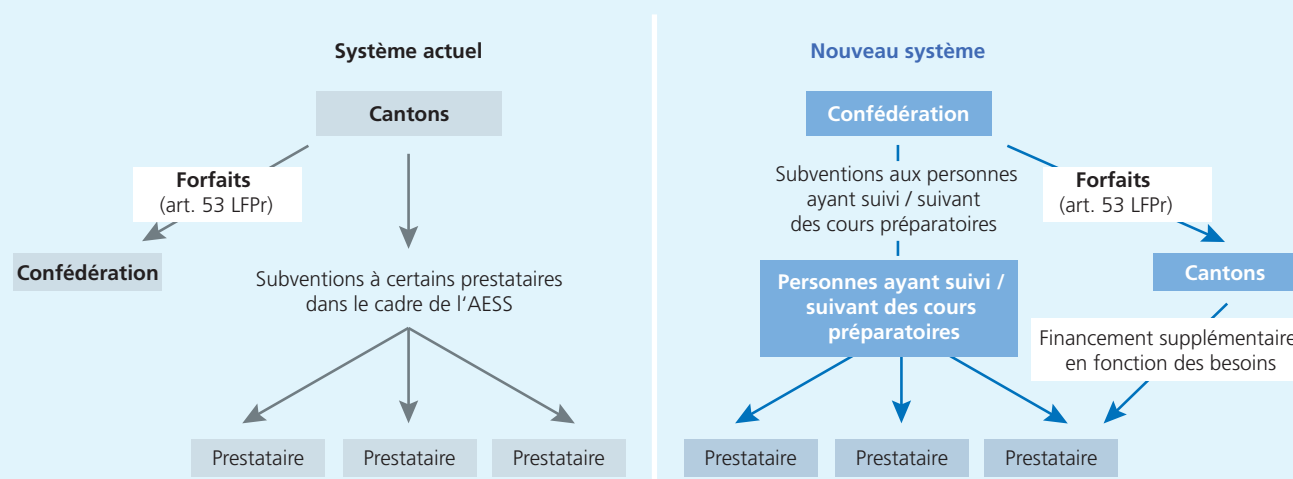 Système actuel
Cantons
Forfaits
(art. 53 LFPr)
Confédération
Subventions à certains prestataires
dans le cadre de l‘AESS
Prestataire
Prestataire
Prestataire
Nouveau système
Confédération
Subventions aux personnes
ayant suivi / suivant
des cours préparatoires
Forfaits
(art. 53 LFPr)
Personnes ayant suivi /
suivant des cours
préparatoires
Cantons
Financement supplémentaire
en fonction des besoins
Prestataire
Prestataire
Prestataire